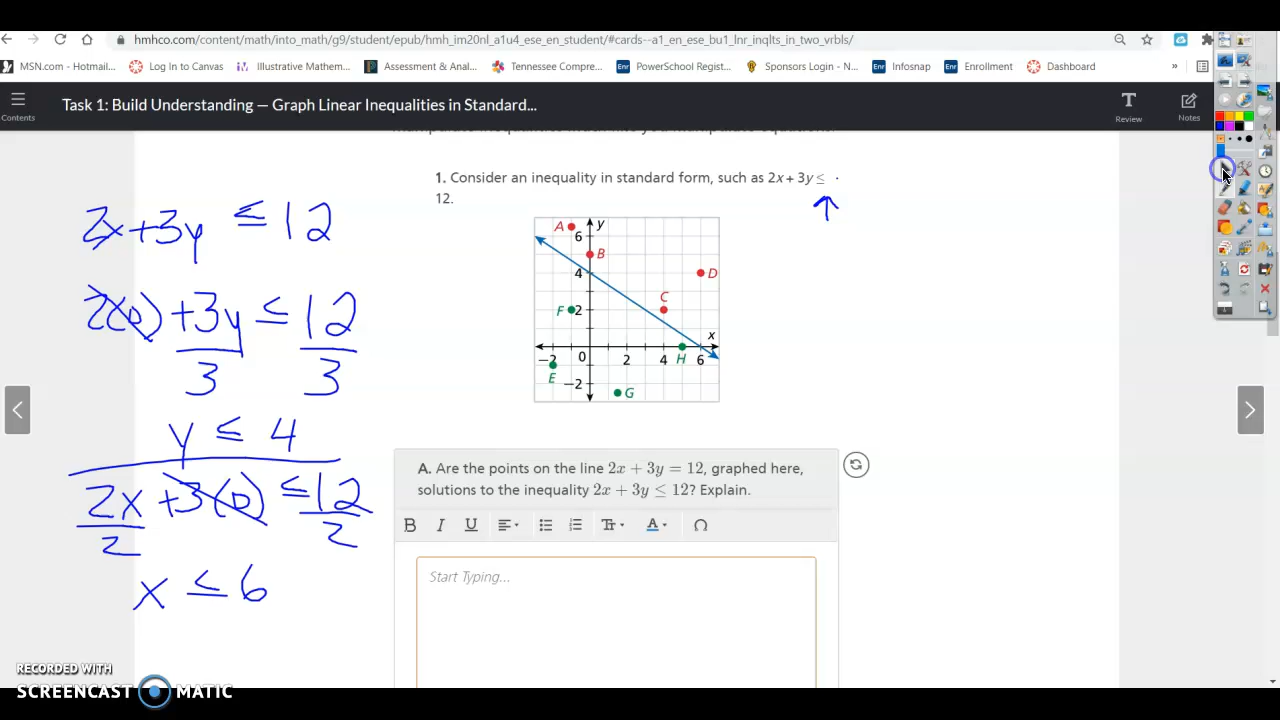 hmhco.com/content/math/into_math/g9/student/epub/hmh_im20nl_a1u4_ese_en_student/#cards--a1_en_ese_bu1_lnr_inqlts_in_two_vrbls/
MSN.com - Hotmail... Log In to Canvas Illustrative Mathem... Assessment & Anal... Tennessee Compre... Enr PowerSchool Regist... Sponsors Login - N... Enr Infosnap Enr Enrollment Dashboard »
Contents
Task 1: Build Understanding — Graph Linear Inequalities in Standard...
Review
Notes
1. Consider an inequality in standard form, such as 2x + 3y ≤
12.
2x+3y ≤ 12
2(0) +3y ≤ 12
3 3
y ≤ 4
2x +3(0) ≤ 12
2 2
x ≤ 6
A y
6
B
4 D
C
F 2
x
−2 0 2 4 H 6
E −2
G
A. Are the points on the line 2x + 3y = 12, graphed here,
solutions to the inequality 2x + 3y ≤ 12? Explain.
B I U Tт A Ω
Start Typing...
RECORDED WITH
SCREENCAST MATIC